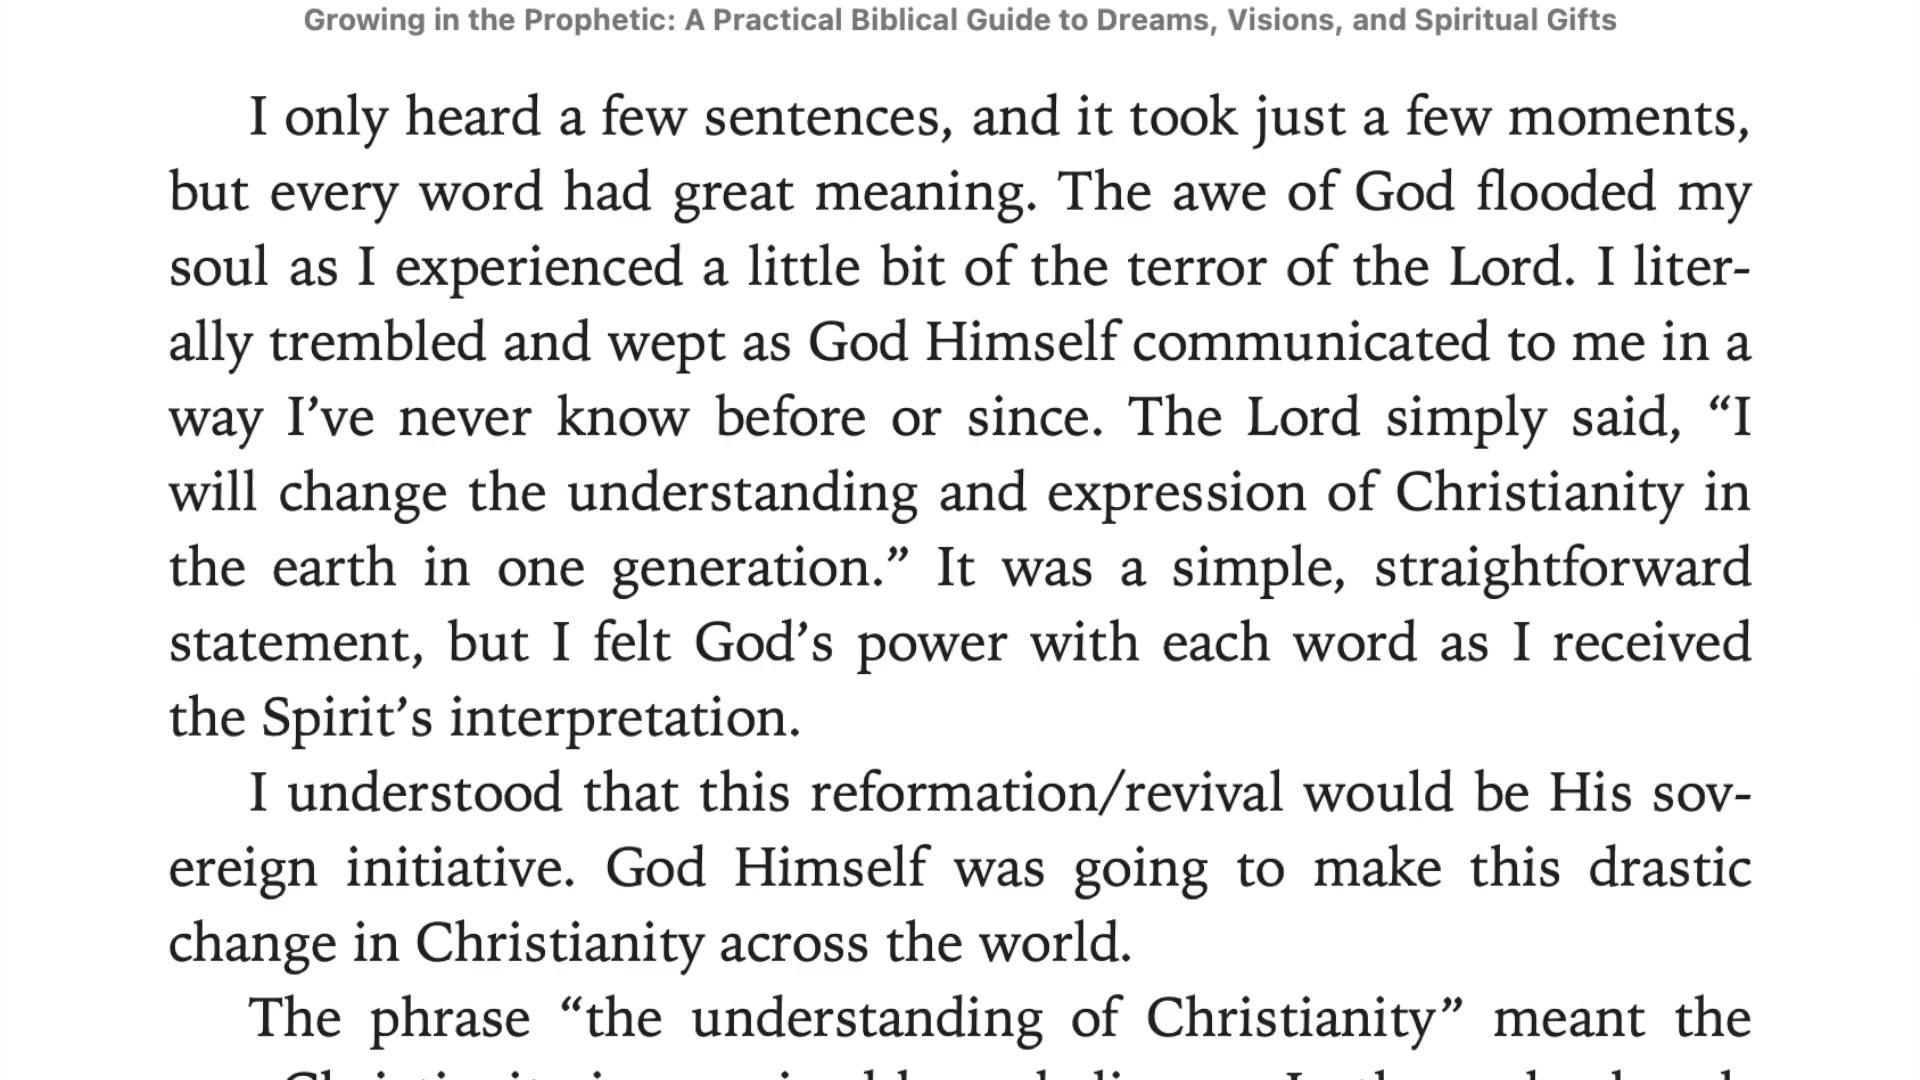 Growing in the Prophetic: A Practical Biblical Guide to Dreams, Visions, and Spiritual Gifts
I only heard a few sentences, and it took just a few moments,
but every word had great meaning. The awe of God flooded my
soul as I experienced a little bit of the terror of the Lord. I liter-
ally trembled and wept as God Himself communicated to me in a
way I’ve never know before or since. The Lord simply said, “I
will change the understanding and expression of Christianity in
the earth in one generation.” It was a simple, straightforward
statement, but I felt God’s power with each word as I received
the Spirit’s interpretation.
I understood that this reformation/revival would be His sov-
ereign initiative. God Himself was going to make this drastic
change in Christianity across the world.
The phrase “the understanding of Christianity” meant the